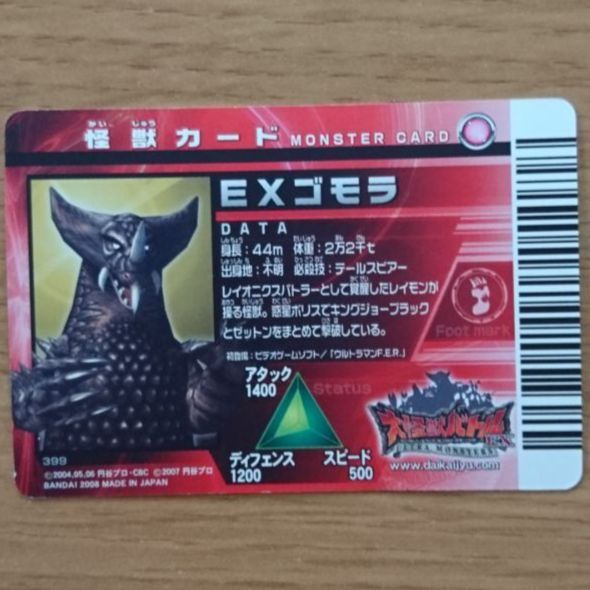 怪獣カード MONSTER CARD
EXゴモラ
DATA
身長：44m 体重：2万2千t
出身地：不明 必殺技：テールスピアー
レイオニクスバトラーとして覚醒したレイモンが
操る怪獣。惑星ボリスでキングジョーブラック
とゼットンをまとめて撃破している。
初登場：ビデオゲームソフト／「ウルトラマンF.E.R.」
Foot mark
アタック
1400
Status
ディフェンス
1200
スピード
500
大怪獣バトル
ULTRA MONSTERS
www.daikaiju.com
399
©2004,05,06 円谷プロ・CBC ©2007 円谷プロ
BANDAI 2008 MADE IN JAPAN